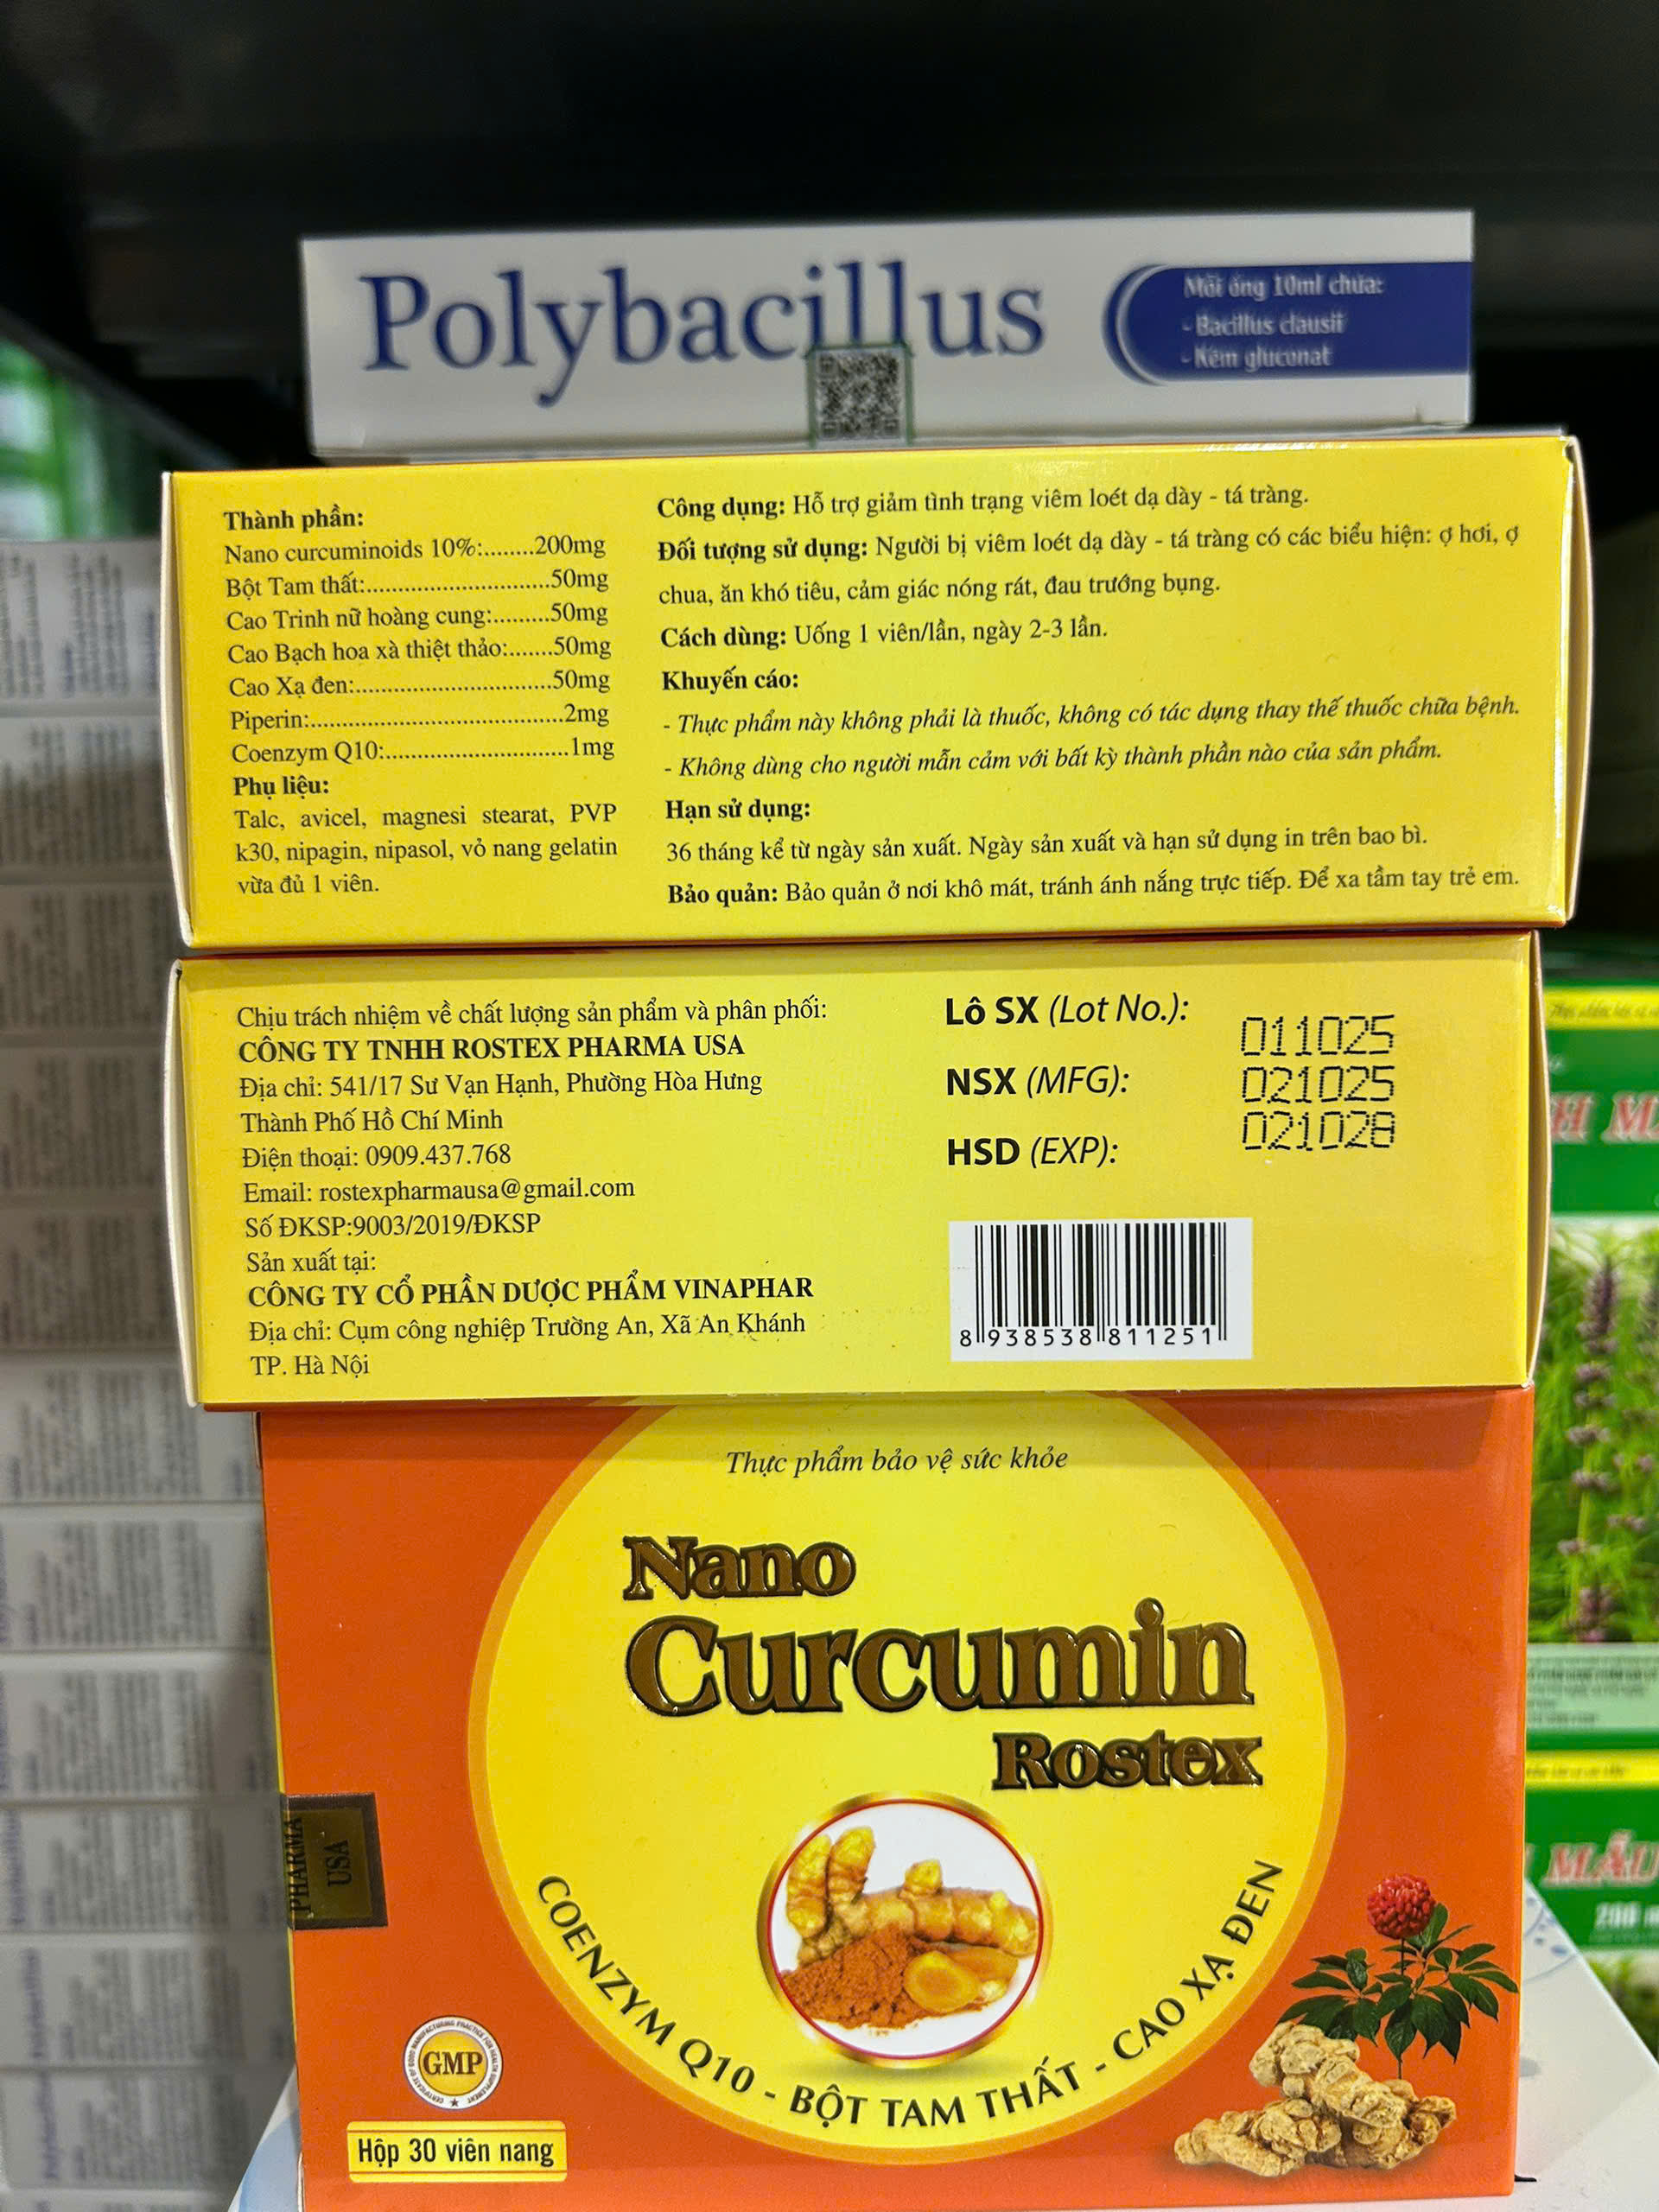 Polybacillus
Mỗi ống 10ml chứa:
- Bacillus clausii
- Kẽm gluconat
Thành phần:
Nano curcuminoids 10%:........200mg
Bột Tam thất:............................50mg
Cao Trinh nữ hoàng cung:.........50mg
Cao Bạch hoa xà thiệt thảo:.......50mg
Cao Xạ đen:..............................50mg
Piperin:.......................................2mg
Coenzym Q10:............................1mg
Phụ liệu:
Talc, avicel, magnesi stearat, PVP
k30, nipagin, nipasol, vỏ nang gelatin
vừa đủ 1 viên.
Công dụng: Hỗ trợ giảm tình trạng viêm loét dạ dày - tá tràng.
Đối tượng sử dụng: Người bị viêm loét dạ dày - tá tràng có các biểu hiện: ợ hơi, ợ
chua, ăn khó tiêu, cảm giác nóng rát, đau trướng bụng.
Cách dùng: Uống 1 viên/lần, ngày 2-3 lần.
Khuyến cáo:
- Thực phẩm này không phải là thuốc, không có tác dụng thay thế thuốc chữa bệnh.
- Không dùng cho người mẫn cảm với bất kỳ thành phần nào của sản phẩm.
Hạn sử dụng:
36 tháng kể từ ngày sản xuất. Ngày sản xuất và hạn sử dụng in trên bao bì.
Bảo quản: Bảo quản ở nơi khô mát, tránh ánh nắng trực tiếp. Để xa tầm tay trẻ em.
Chịu trách nhiệm về chất lượng sản phẩm và phân phối:
CÔNG TY TNHH ROSTEX PHARMA USA
Địa chỉ: 541/17 Sư Vạn Hạnh, Phường Hòa Hưng
Thành Phố Hồ Chí Minh
Điện thoại: 0909.437.768
Email: rostexpharmausa@gmail.com
Số ĐKSP:9003/2019/ĐKSP
Sản xuất tại:
CÔNG TY CỔ PHẦN DƯỢC PHẨM VINAPHAR
Địa chỉ: Cụm công nghiệp Trường An, Xã An Khánh
TP. Hà Nội
Lô SX (Lot No.): 011025
NSX (MFG): 021025
HSD (EXP): 021028
8 938538 811251
Thực phẩm bảo vệ sức khỏe
Nano
Curcumin
Rostex
COENZYM Q10 - BỘT TAM THẤT - CAO XẠ ĐEN
PHARMA
USA
GMP
Hộp 30 viên nang
MÁU